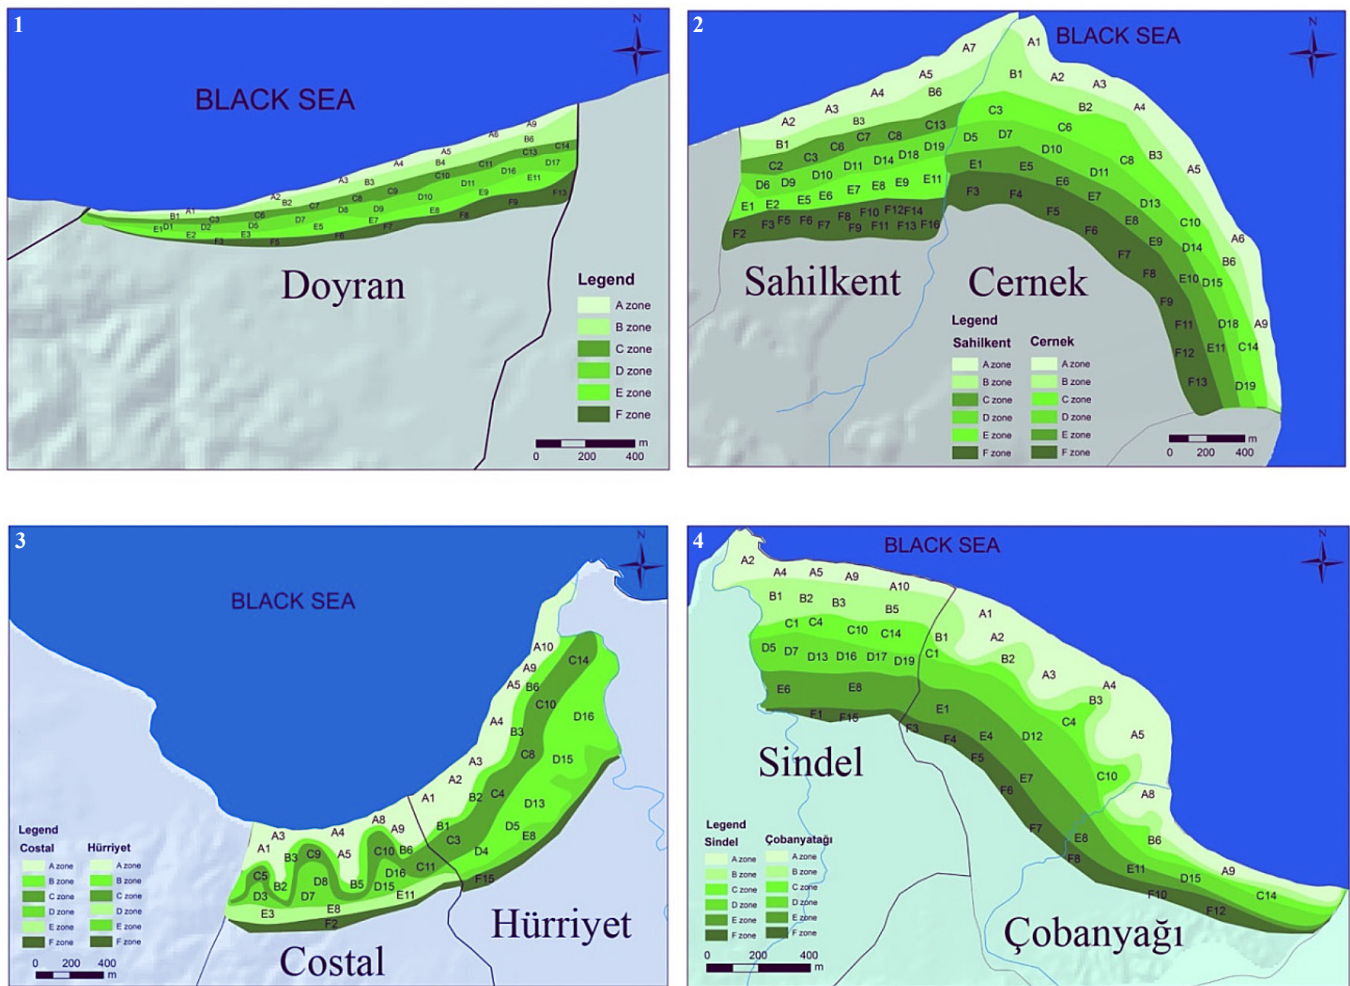 1
N
BLACK SEA
A9
A6 B6
A5 C13 C14
A4 B4 C11 D17
A3 B3 C10 D16
A2 C9 D11 E11
B2 C7 C8 E9 F13
A1 C6 D8 D9 D10 F9
B1 C3 D7 E7 E8 F8
E1 D1 D2 D5 E5 F7
E2 E3 F6
F3 F5
Doyran
Legend
A zone
B zone
C zone
D zone
E zone
F zone
0 200 400 m
2
N
BLACK SEA
A7 A1
A5 B1 A2 A3
A4 B6 B2 A4
A3 C3
A2 B3 C8 C13 C6
B1 C6 C7 D5 D7 B3
C2 C3 D11 D14 D18 D19 D10 C8 A5
D6 D9 D10 E1 E5 D11
E7 E8 E9 E11 E6
E1 E2 E5 E6 F3 F4 E7 D13
F2 F3 F5 F6 F7 F8 F9 F10 F11 F12 F13 F14 F16 F5 E8 C10
F6 E9 D14 A6
F7 B6
F8 E10 D15
F9
F11 D18 A9
F12 E11 C14
F13 D19
Sahilkent Cernek
Legend
Sahilkent Cernek
A zone A zone
B zone B zone
C zone C zone
D zone D zone
E zone E zone
F zone F zone
0 200 400 m
3
N
BLACK SEA
A10 C14
A9
A5 B6
C10
A4 D16
B3
C8
A3 D15
A2
A1 B2 C4 D13
A8
A3 A4 A9 B1 D5
A1 B3 C9 A5 C10 B6 C3 E8
C5 B2 D8 B5 D16 C11 D4
D3 D7 D15 F15
E3 E8 E11
F2
Hürriyet
Costal
Legend
Costal Hürriyet
A zone A zone
B zone B zone
C zone C zone
D zone D zone
E zone E zone
F zone F zone
0 200 400 m
4
N
BLACK SEA
A2 A4 A5 A9 A10
B1 B2 B3 B5 A1
C1 C4 C10 C14 B1 A2
D5 D7 D13 D16 D17 D19 C1 B2
A3 A4
E6 E8 B3
F1 F15 E1 C4
F3 F4 E4 D12 A5
F5
E7 C10
F6 A8
F7
E8 B6
F8 E11 A9
F10 D15 C14
F12
Sindel
Çobanyağı
Legend
Sindel Çobanyatağı
A zone A zone
B zone B zone
C zone C zone
D zone D zone
E zone E zone
F zone F zone
0 200 400 m